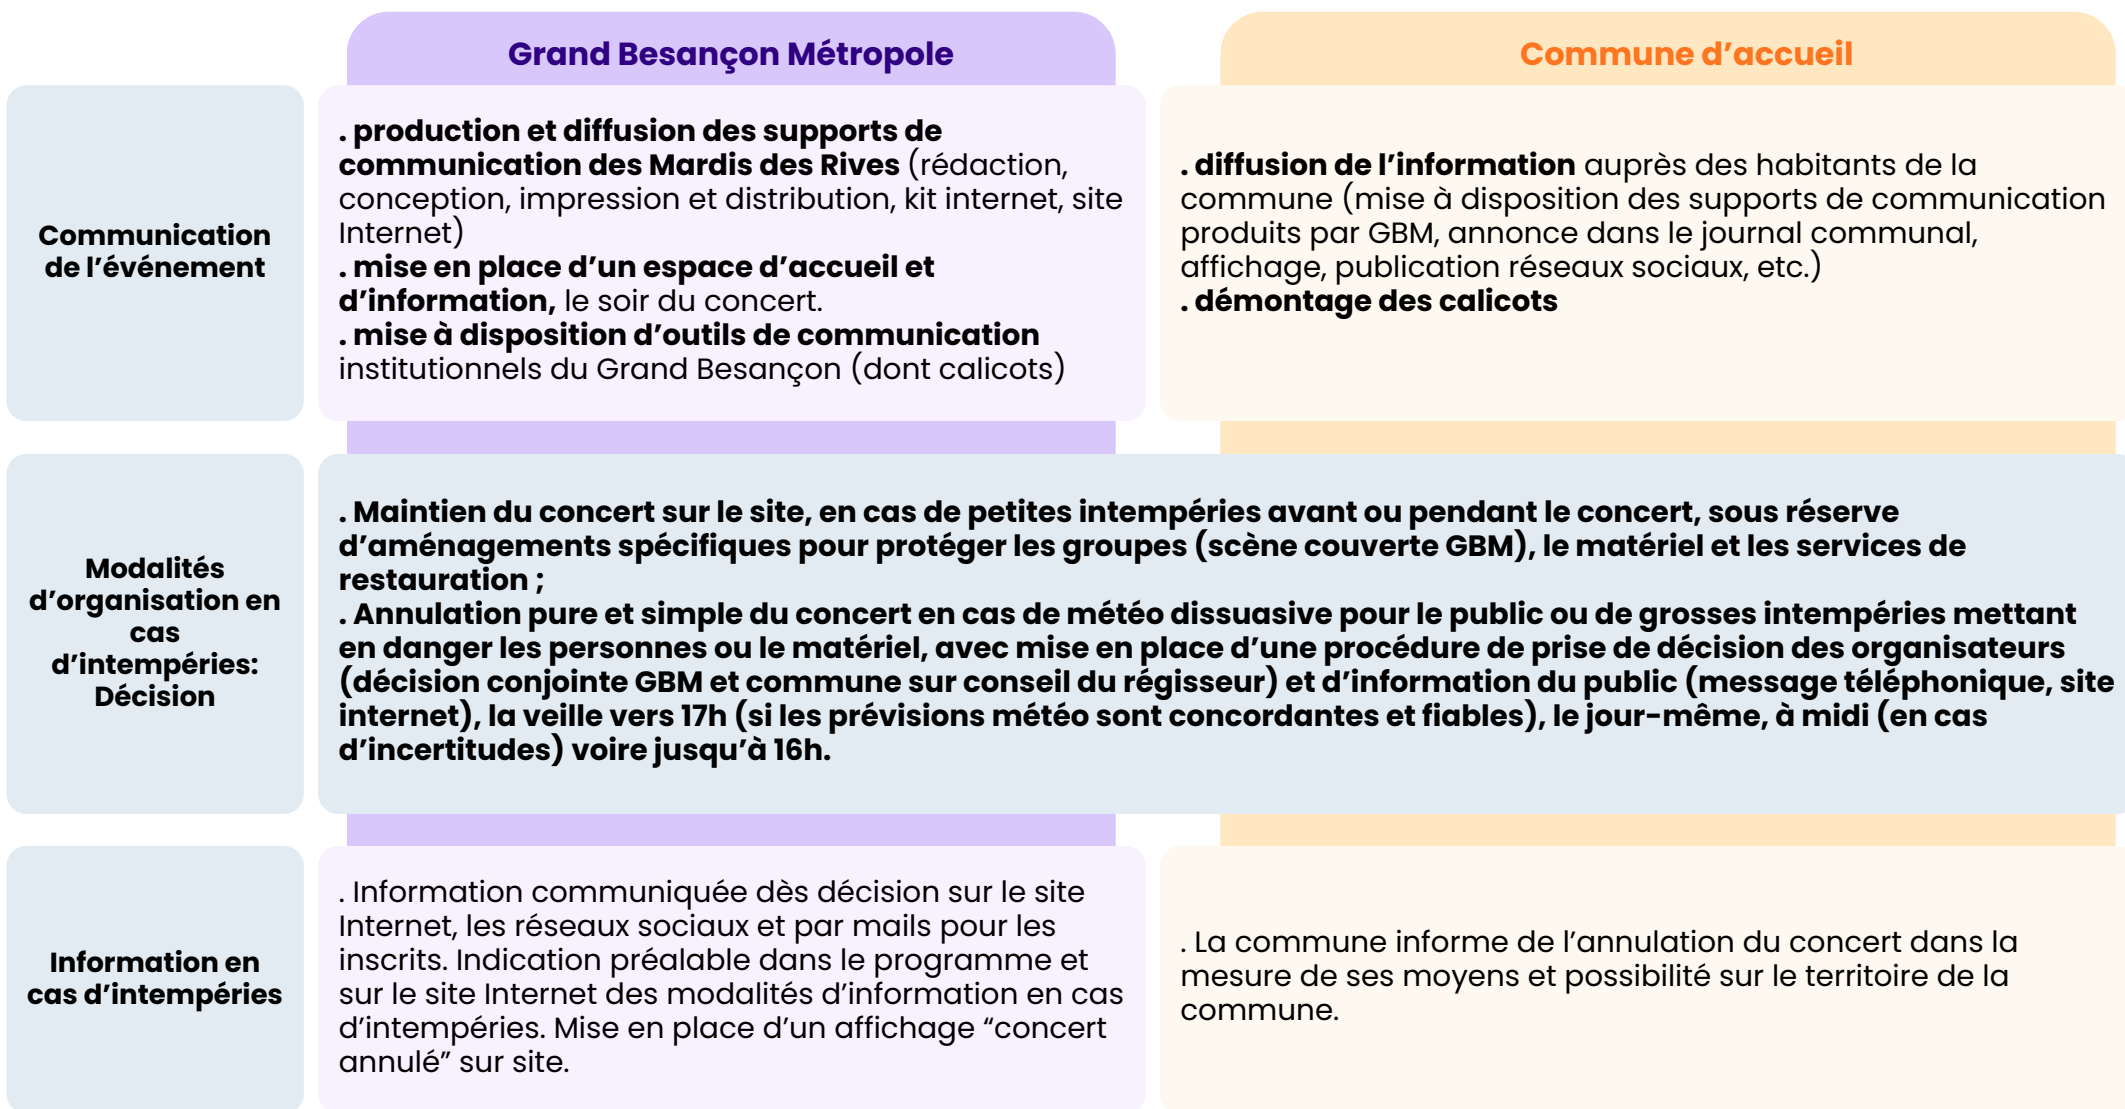 Grand Besançon Métropole
Commune d’accueil
Communication
de l’événement
. production et diffusion des supports de
communication des Mardis des Rives (rédaction,
conception, impression et distribution, kit internet, site
Internet)
. mise en place d’un espace d’accueil et
d’information, le soir du concert.
. mise à disposition d’outils de communication
institutionnels du Grand Besançon (dont calicots)
. diffusion de l’information auprès des habitants de la
commune (mise à disposition des supports de communication
produits par GBM, annonce dans le journal communal,
affichage, publication réseaux sociaux, etc.)
. démontage des calicots
Modalités
d’organisation en
cas
d’intempéries:
Décision
. Maintien du concert sur le site, en cas de petites intempéries avant ou pendant le concert, sous réserve
d’aménagements spécifiques pour protéger les groupes (scène couverte GBM), le matériel et les services de
restauration ;
. Annulation pure et simple du concert en cas de météo dissuasive pour le public ou de grosses intempéries mettant
en danger les personnes ou le matériel, avec mise en place d’une procédure de prise de décision des organisateurs
(décision conjointe GBM et commune sur conseil du régisseur) et d’information du public (message téléphonique, site
internet), la veille vers 17h (si les prévisions météo sont concordantes et fiables), le jour-même, à midi (en cas
d’incertitudes) voire jusqu’à 16h.
Information en
cas d’intempéries
. Information communiquée dès décision sur le site
Internet, les réseaux sociaux et par mails pour les
inscrits. Indication préalable dans le programme et
sur le site Internet des modalités d’information en cas
d’intempéries. Mise en place d’un affichage “concert
annulé” sur site.
. La commune informe de l’annulation du concert dans la
mesure de ses moyens et possibilité sur le territoire de la
commune.